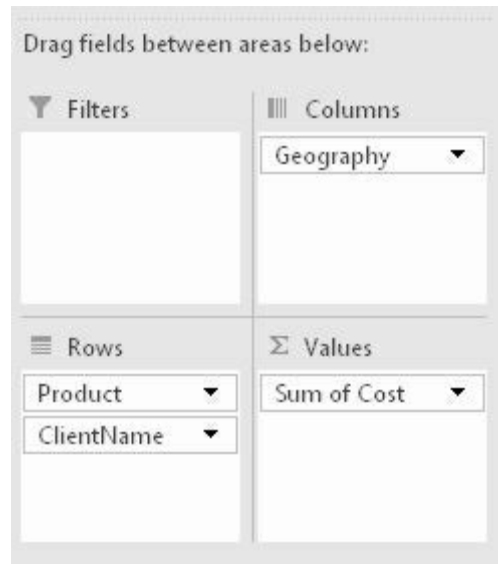 Drag fields between areas below:
Filters
Columns
Geography
Rows
Σ Values
Product
Sum of Cost
ClientName